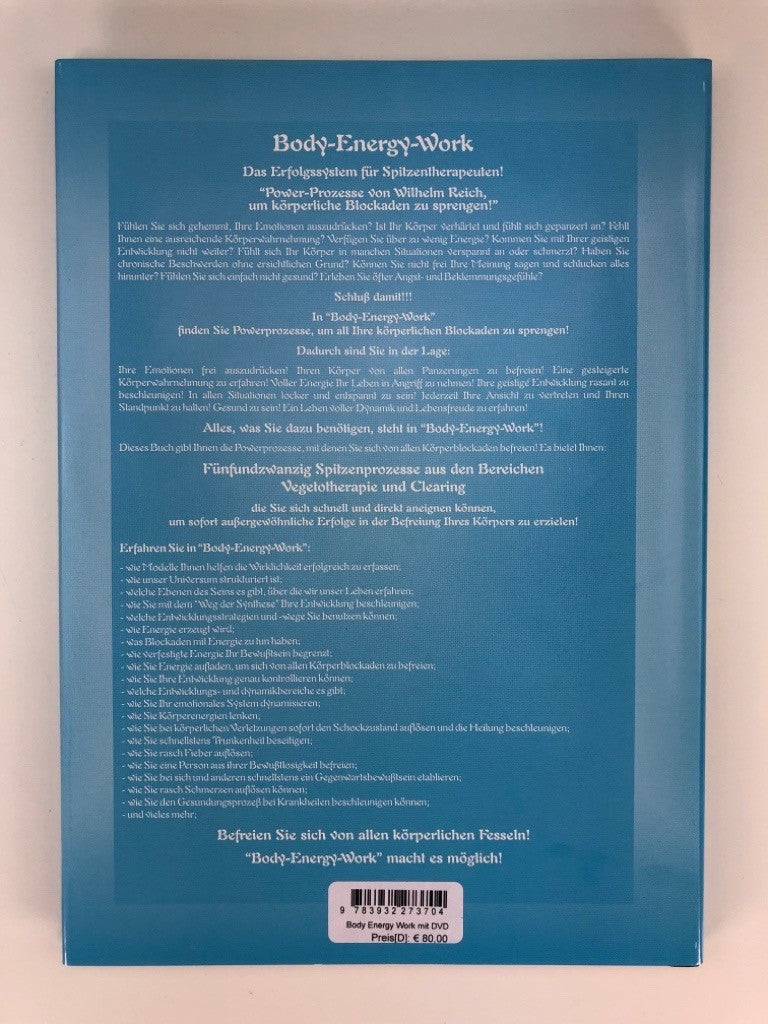 Body-Energy-Work
Das Erfolgssystem für Spitzentherapeuten!
"Power-Prozesse von Wilhelm Reich,
um körperliche Blockaden zu sprengen!"
Fühlen Sie sich gehemmt, Ihre Emotionen auszudrücken? Ist Ihr Körper verhärtet und fühlt sich gepanzert an? Fehlt
Ihnen eine ausreichende Körperwahrnehmung? Verfügen Sie über zu wenig Energie? Kommen Sie mit Ihrer geistigen
Entwicklung nicht weiter? Fühlt sich Ihr Körper in manchen Situationen verspannt an oder schmerzt? Haben Sie
chronische Beschwerden ohne ersichtlichen Grund? Können Sie nicht frei Ihre Meinung sagen und schlucken alles
hinunter? Fühlen Sie sich einfach nicht gesund? Erleben Sie öfter Angst- und Beklemmungsgefühle?
Schluß damit!!!
In "Body-Energy-Work"
finden Sie Powerprozesse, um all Ihre körperlichen Blockaden zu sprengen!
Dadurch sind Sie in der Lage:
Ihre Emotionen frei auszudrücken! Ihren Körper von allen Panzerungen zu befreien! Eine gesteigerte
Körperwahrnehmung zu erfahren! Voller Energie Ihr Leben in Angriff zu nehmen! Ihre geistige Entwicklung rasant zu
beschleunigen! In allen Situationen locker und entspannt zu sein! Jederzeit Ihre Ansicht zu vertreten und Ihren
Standpunkt zu halten! Gesund zu sein! Ein Leben voller Dynamik und Lebensfreude zu erfahren!
Alles, was Sie dazu benötigen, steht in "Body-Energy-Work"!
Dieses Buch gibt Ihnen die Powerprozesse, mit denen Sie sich von allen Körperblockaden befreien! Es bietet Ihnen:
Fünfundzwanzig Spitzenprozesse aus den Bereichen
Vegetotherapie und Clearing
die Sie sich schnell und direkt aneignen können,
um sofort außergewöhnliche Erfolge in der Befreiung Ihres Körpers zu erzielen!
Erfahren Sie in "Body-Energy-Work":
- wie Modelle Ihnen helfen die Wirklichkeit erfolgreich zu erfassen;
- wie unser Universum strukturiert ist;
- welche Ebenen des Seins es gibt, über die wir unser Leben erfahren;
- wie Sie mit dem "Weg der Synthese" Ihre Entwicklung beschleunigen;
- welche Entwicklungsstrategien und -wege Sie benutzen können;
- wie Energie erzeugt wird;
- was Blockaden mit Energie zu tun haben;
- wie verfestigte Energie Ihr Bewußtsein begrenzt;
- wie Sie Energie aufladen, um sich von allen Körperblockaden zu befreien;
- wie Sie Ihre Entwicklung genau kontrollieren können;
- welche Entwicklungs- und dynamikbereiche es gibt;
- wie Sie Ihr emotionales System dynamisieren;
- wie Sie Körperenergien lenken;
- wie Sie bei körperlichen Verletzungen sofort den Schockzustand auflösen und die Heilung beschleunigen;
- wie Sie schnellstens Trunkenheit beseitigen;
- wie Sie rasch Fieber auflösen;
- wie Sie eine Person aus ihrer Bewußtlosigkeit befreien;
- wie Sie bei sich und anderen schnellstens ein Gegenwartsbewußtsein etablieren;
- wie Sie rasch Schmerzen auflösen können;
- wie Sie den Gesundungsprozeß bei Krankheiten beschleunigen können;
- und vieles mehr;
Befreien Sie sich von allen körperlichen Fesseln!
"Body-Energy-Work" macht es möglich!
9 783932 273704
Body Energy Work mit DVD
Preis[D]: € 80,00